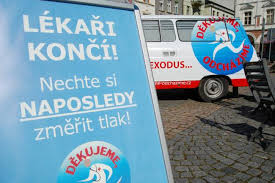 LÉKAŘI
KONČÍ!
Nechte si
NAPOSLEDY
změřit tlak!
DĚKUJEME,
EXODUS...
DĚKUJEME,
ODCHÁZÍME